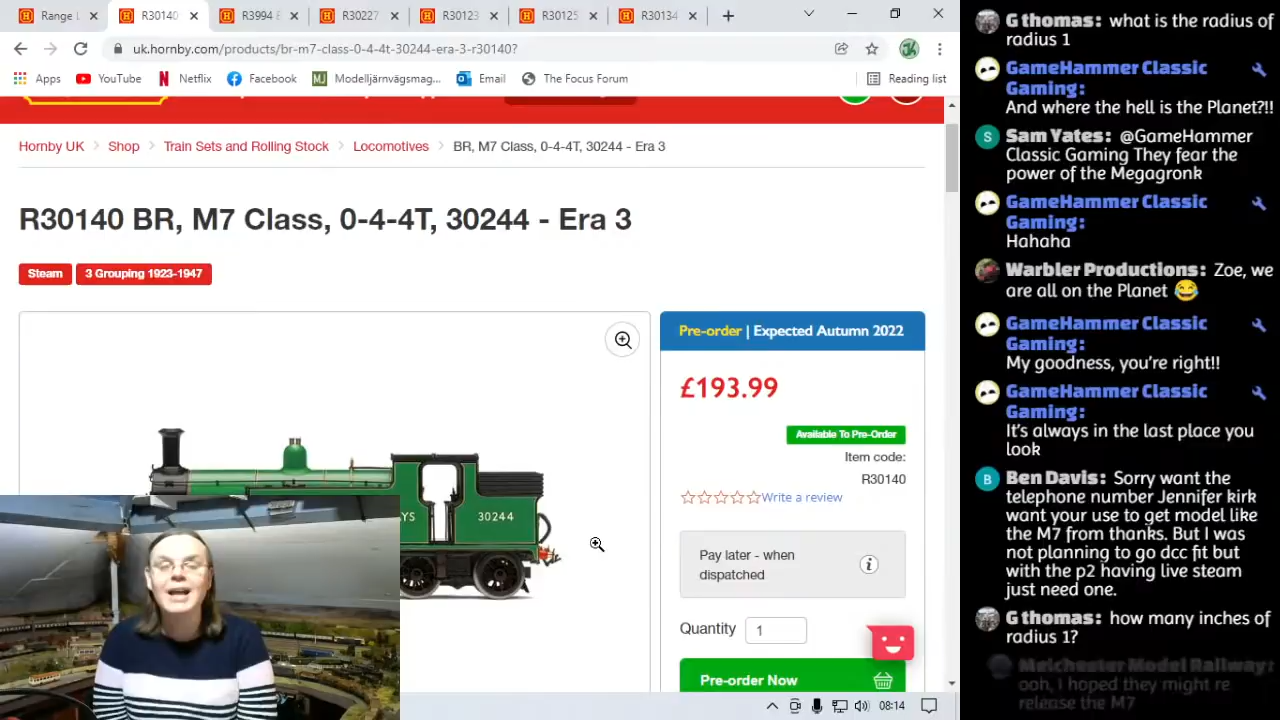 Range L
R30140
R3994 E
R30227
R30123
R30125
R30134
uk.hornby.com/products/br-m7-class-0-4-4t-30244-era-3-r30140?
Apps
YouTube
Netflix
Facebook
Modelljärnvägsmag...
Email
The Focus Forum
Reading list
Hornby UK > Shop > Train Sets and Rolling Stock > Locomotives > BR, M7 Class, 0-4-4T, 30244 - Era 3
R30140 BR, M7 Class, 0-4-4T, 30244 - Era 3
Steam
3 Grouping 1923-1947
YS
30244
Pre-order | Expected Autumn 2022
£193.99
Available To Pre-Order
Item code:
R30140
Write a review
Pay later - when
dispatched
Quantity
1
Pre-order Now
08:14
G thomas: what is the radius of
radius 1
GameHammer Classic
Gaming:
And where the hell is the Planet?!!
Sam Yates: @GameHammer
Classic Gaming They fear the
power of the Megagronk
GameHammer Classic
Gaming:
Hahaha
Warbler Productions: Zoe, we
are all on the Planet 😂
GameHammer Classic
Gaming:
My goodness, you're right!!
GameHammer Classic
Gaming:
It's always in the last place you
look
Ben Davis: Sorry want the
telephone number Jennifer kirk
want your use to get model like
the M7 from thanks. But I was
not planning to go dcc fit but
with the p2 having live steam
just need one.
G thomas: how many inches of
radius 1?
Melchester Model Railway:
ooh, I hoped they might re
release the M7